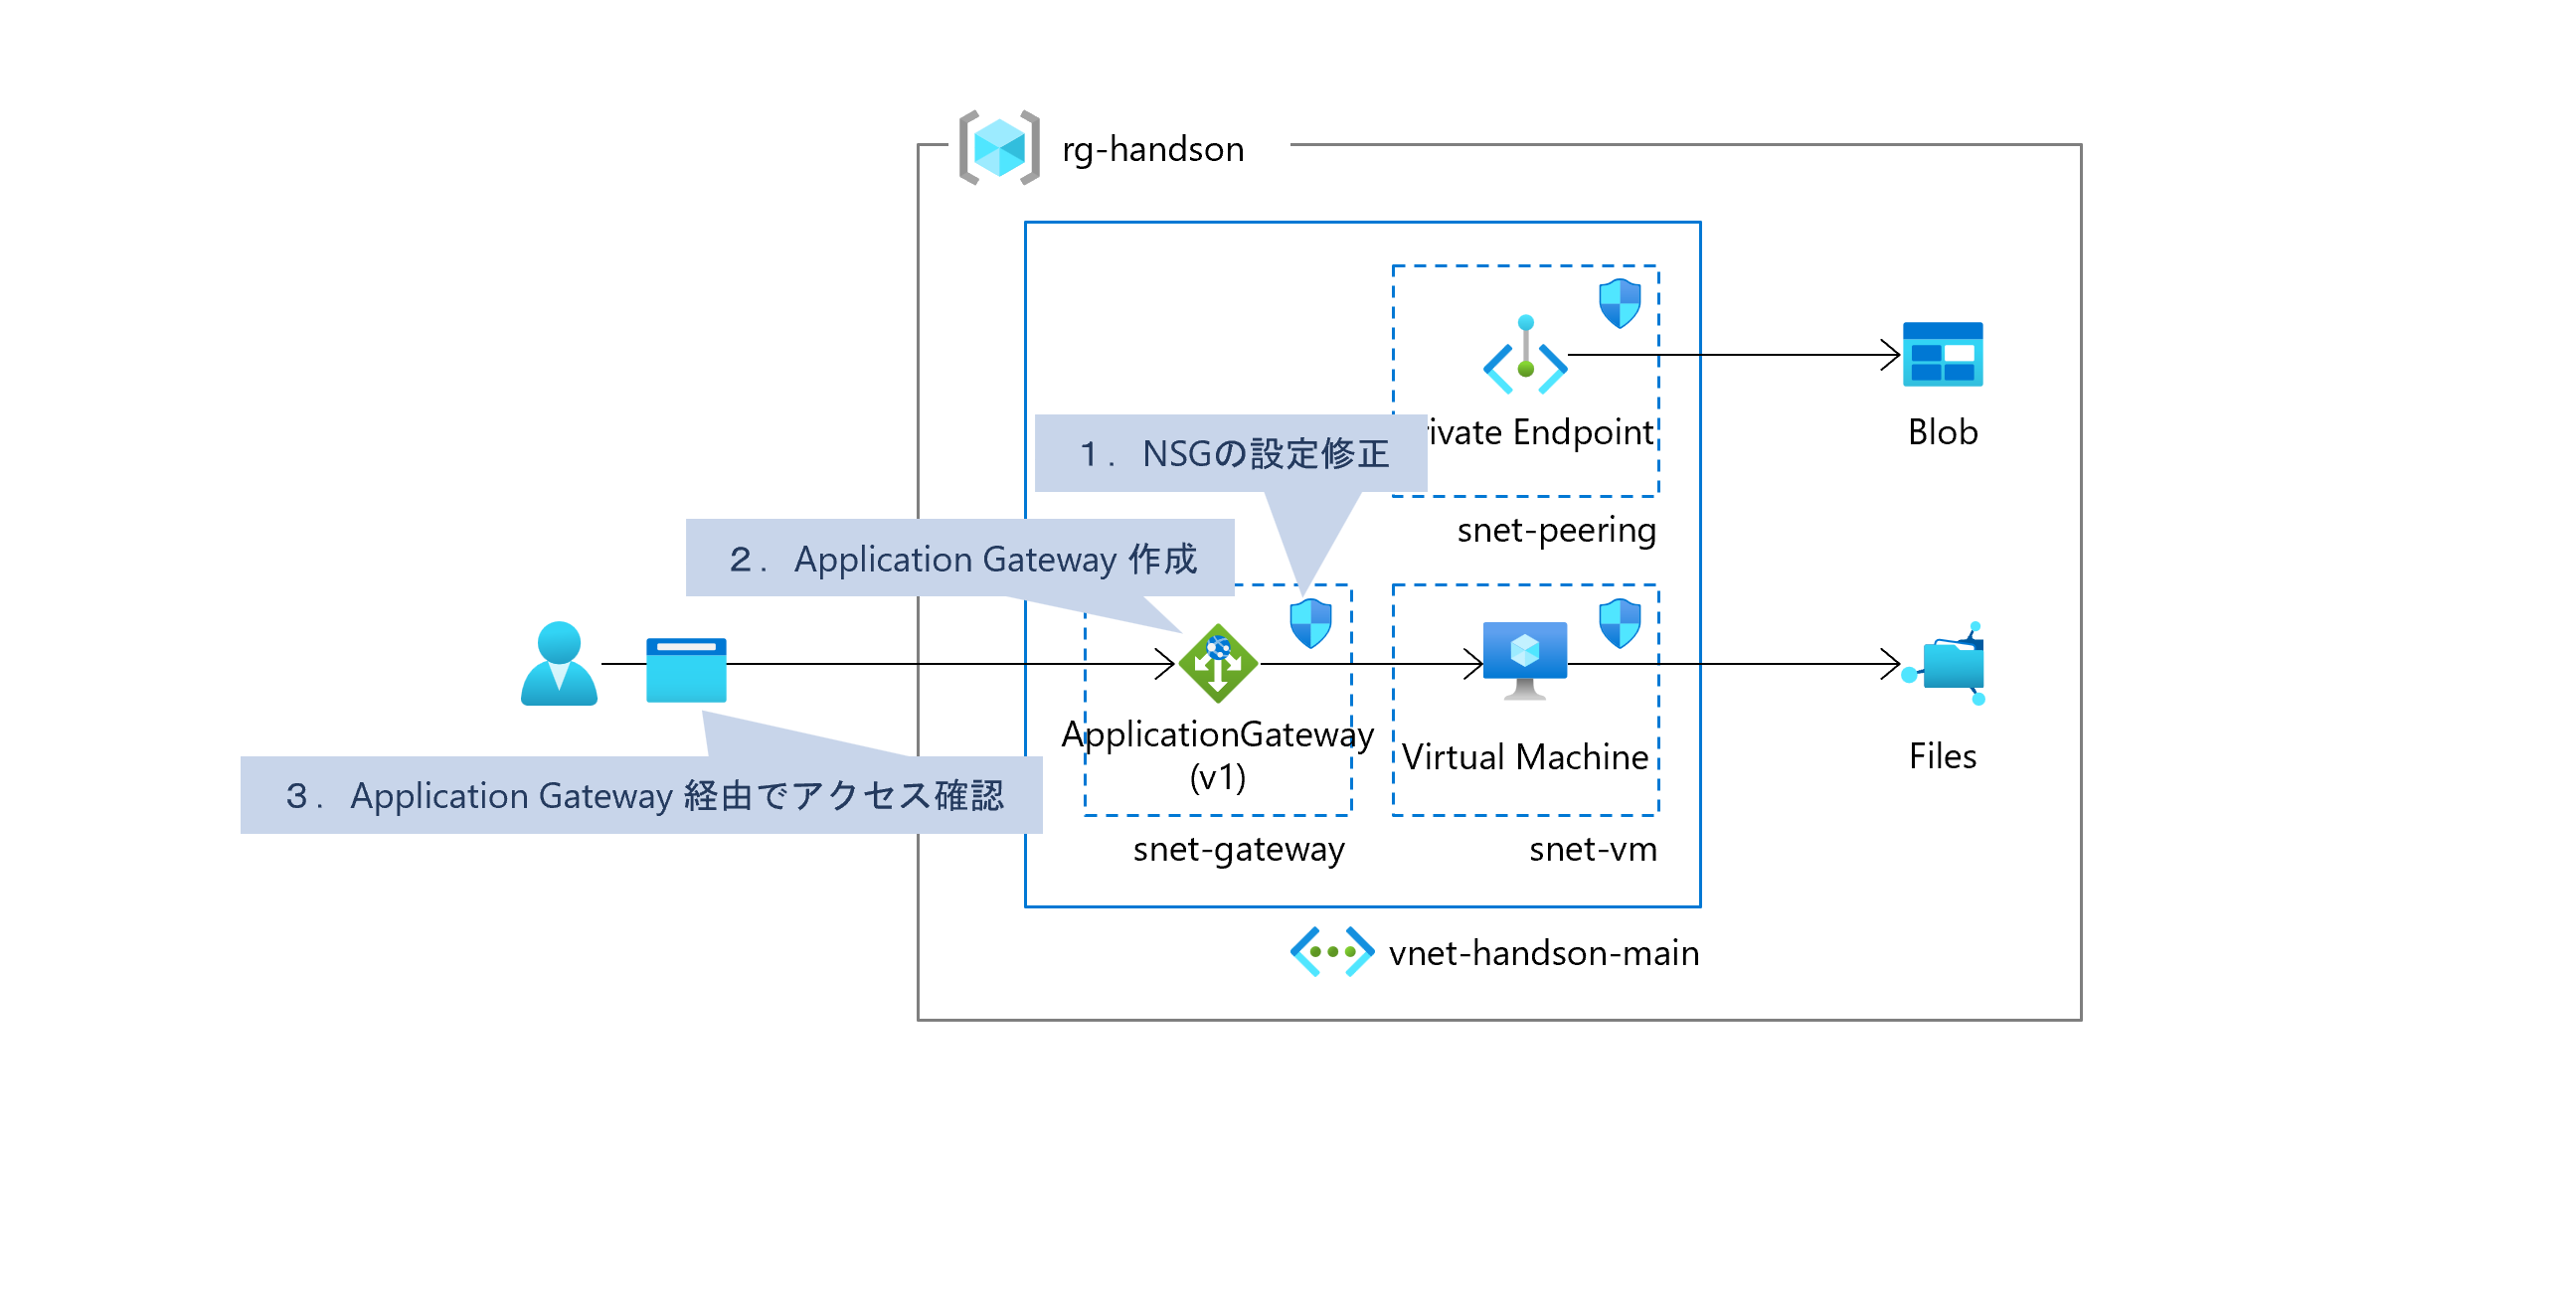 rg-handson
ivate Endpoint
Blob
1. NSGの設定修正
snet-peering
2. Application Gateway 作成
ApplicationGateway
(v1)
Virtual Machine
Files
3. Application Gateway 経由でアクセス確認
snet-gateway
snet-vm
vnet-handson-main